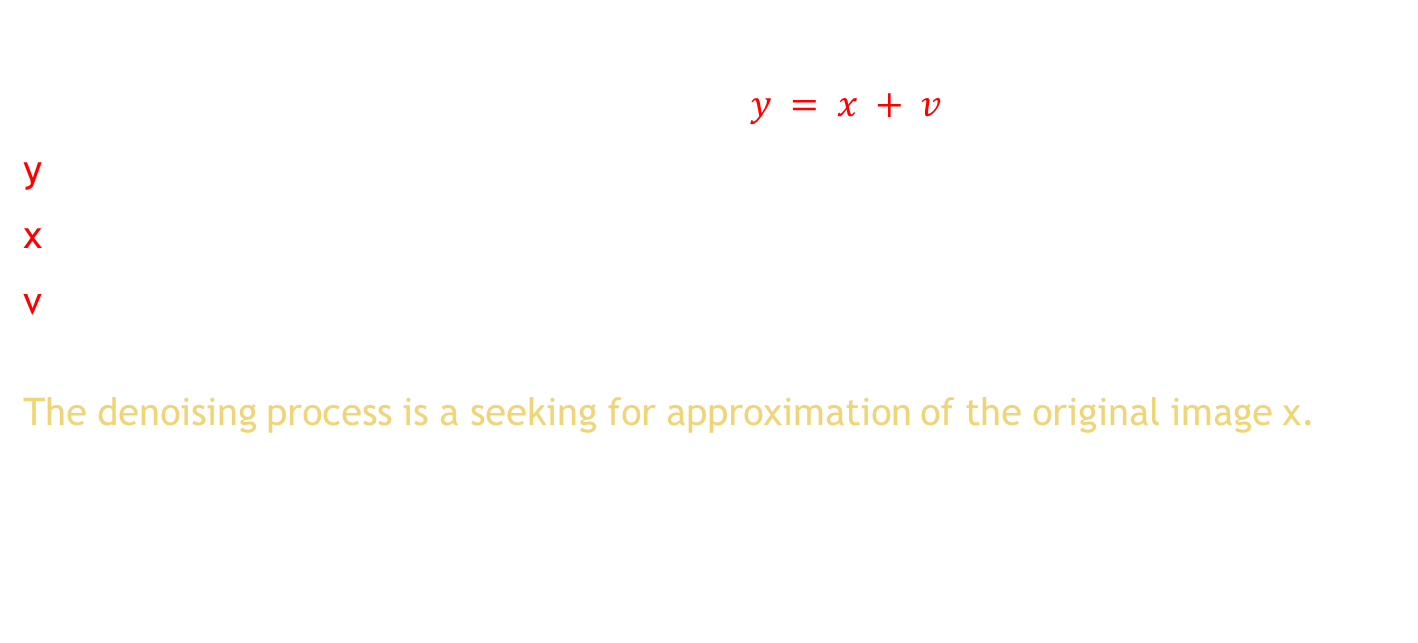 y = x + v
y
x
v
The denoising process is a seeking for approximation of the original image x.